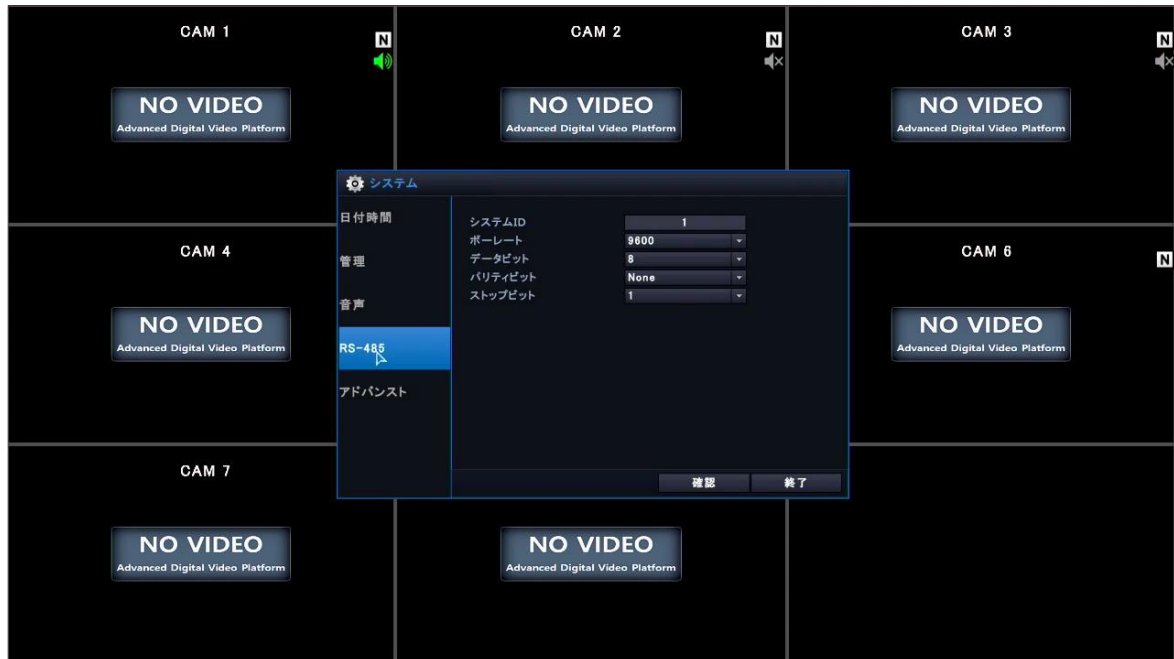 CAM 1
N
CAM 2
N
CAM 3
N
NO VIDEO
Advanced Digital Video Platform
NO VIDEO
Advanced Digital Video Platform
NO VIDEO
Advanced Digital Video Platform
システム
日付時間
管理
音声
RS-485
アドバンスト
システムID 1
ボーレート 9600
データビット 8
パリティビット None
ストップビット 1
確認 終了
CAM 4
NO VIDEO
Advanced Digital Video Platform
CAM 6
N
NO VIDEO
Advanced Digital Video Platform
CAM 7
NO VIDEO
Advanced Digital Video Platform
NO VIDEO
Advanced Digital Video Platform